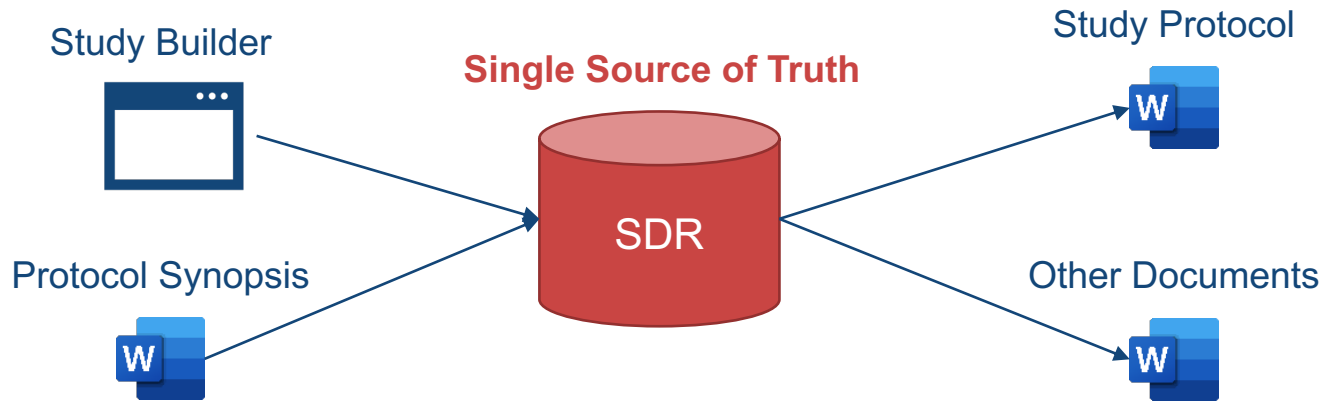 Study Builder
Study Protocol
Single Source of Truth
W
SDR
Protocol Synopsis
Other Documents
W
W